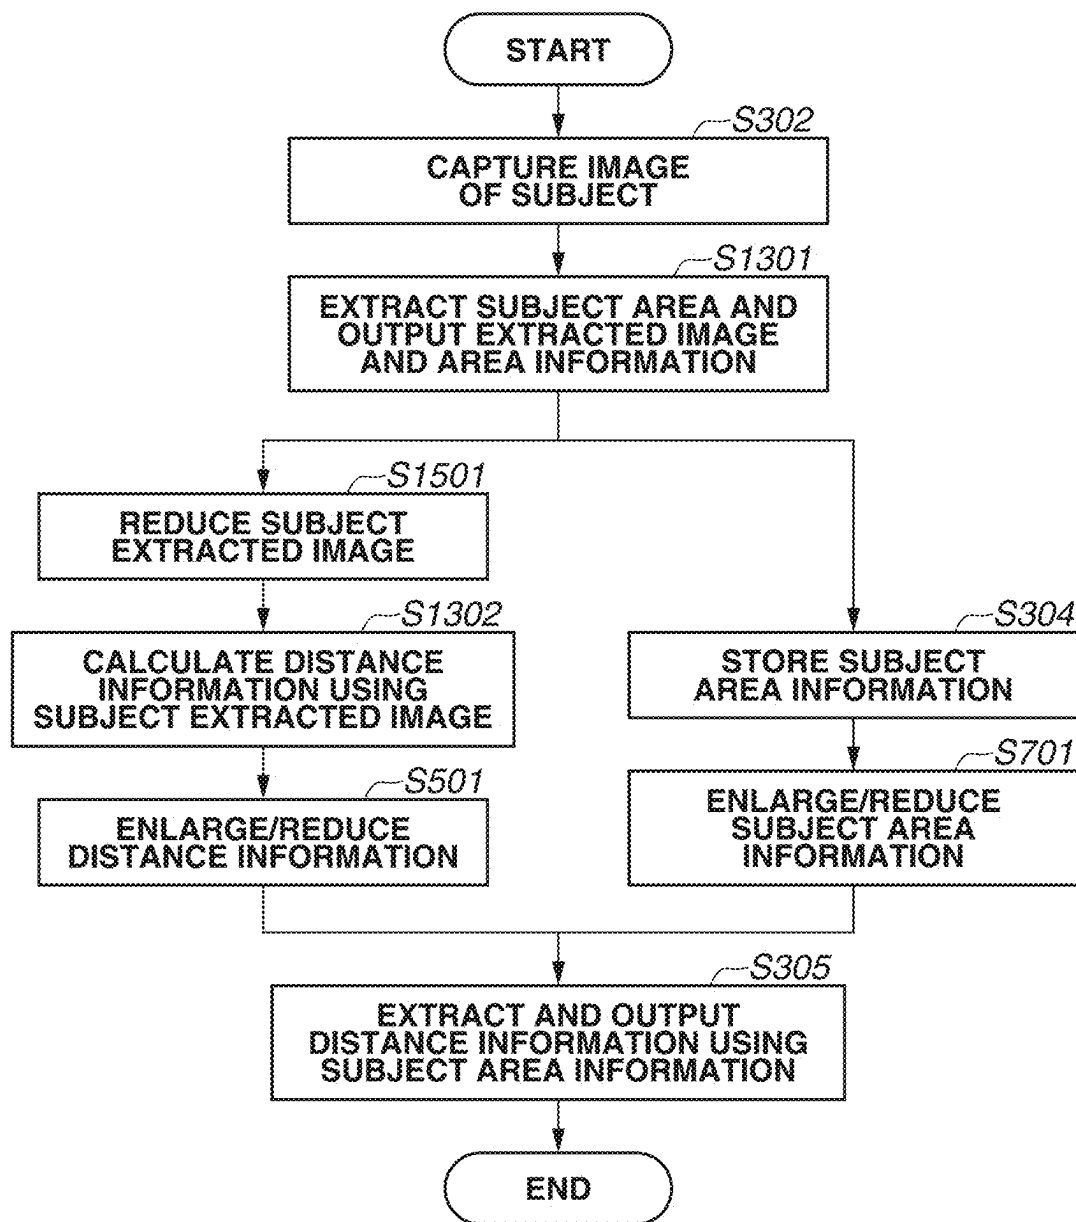 START
S302
CAPTURE IMAGE
OF SUBJECT
S1301
EXTRACT SUBJECT AREA AND
OUTPUT EXTRACTED IMAGE
AND AREA INFORMATION
S1501
REDUCE SUBJECT
EXTRACTED IMAGE
S1302
CALCULATE DISTANCE
INFORMATION USING
SUBJECT EXTRACTED IMAGE
S501
ENLARGE/REDUCE
DISTANCE INFORMATION
S304
STORE SUBJECT
AREA INFORMATION
S701
ENLARGE/REDUCE
SUBJECT AREA
INFORMATION
S305
EXTRACT AND OUTPUT
DISTANCE INFORMATION USING
SUBJECT AREA INFORMATION
END